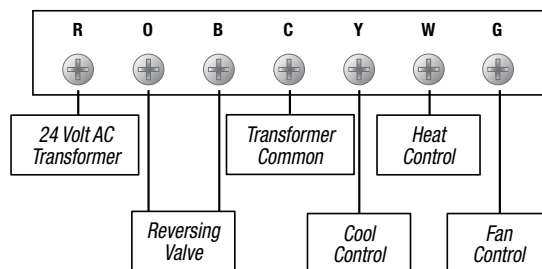 R O B C Y W G
24 Volt AC
Transformer
Transformer
Common
Heat
Control
Reversing
Valve
Cool
Control
Fan
Control